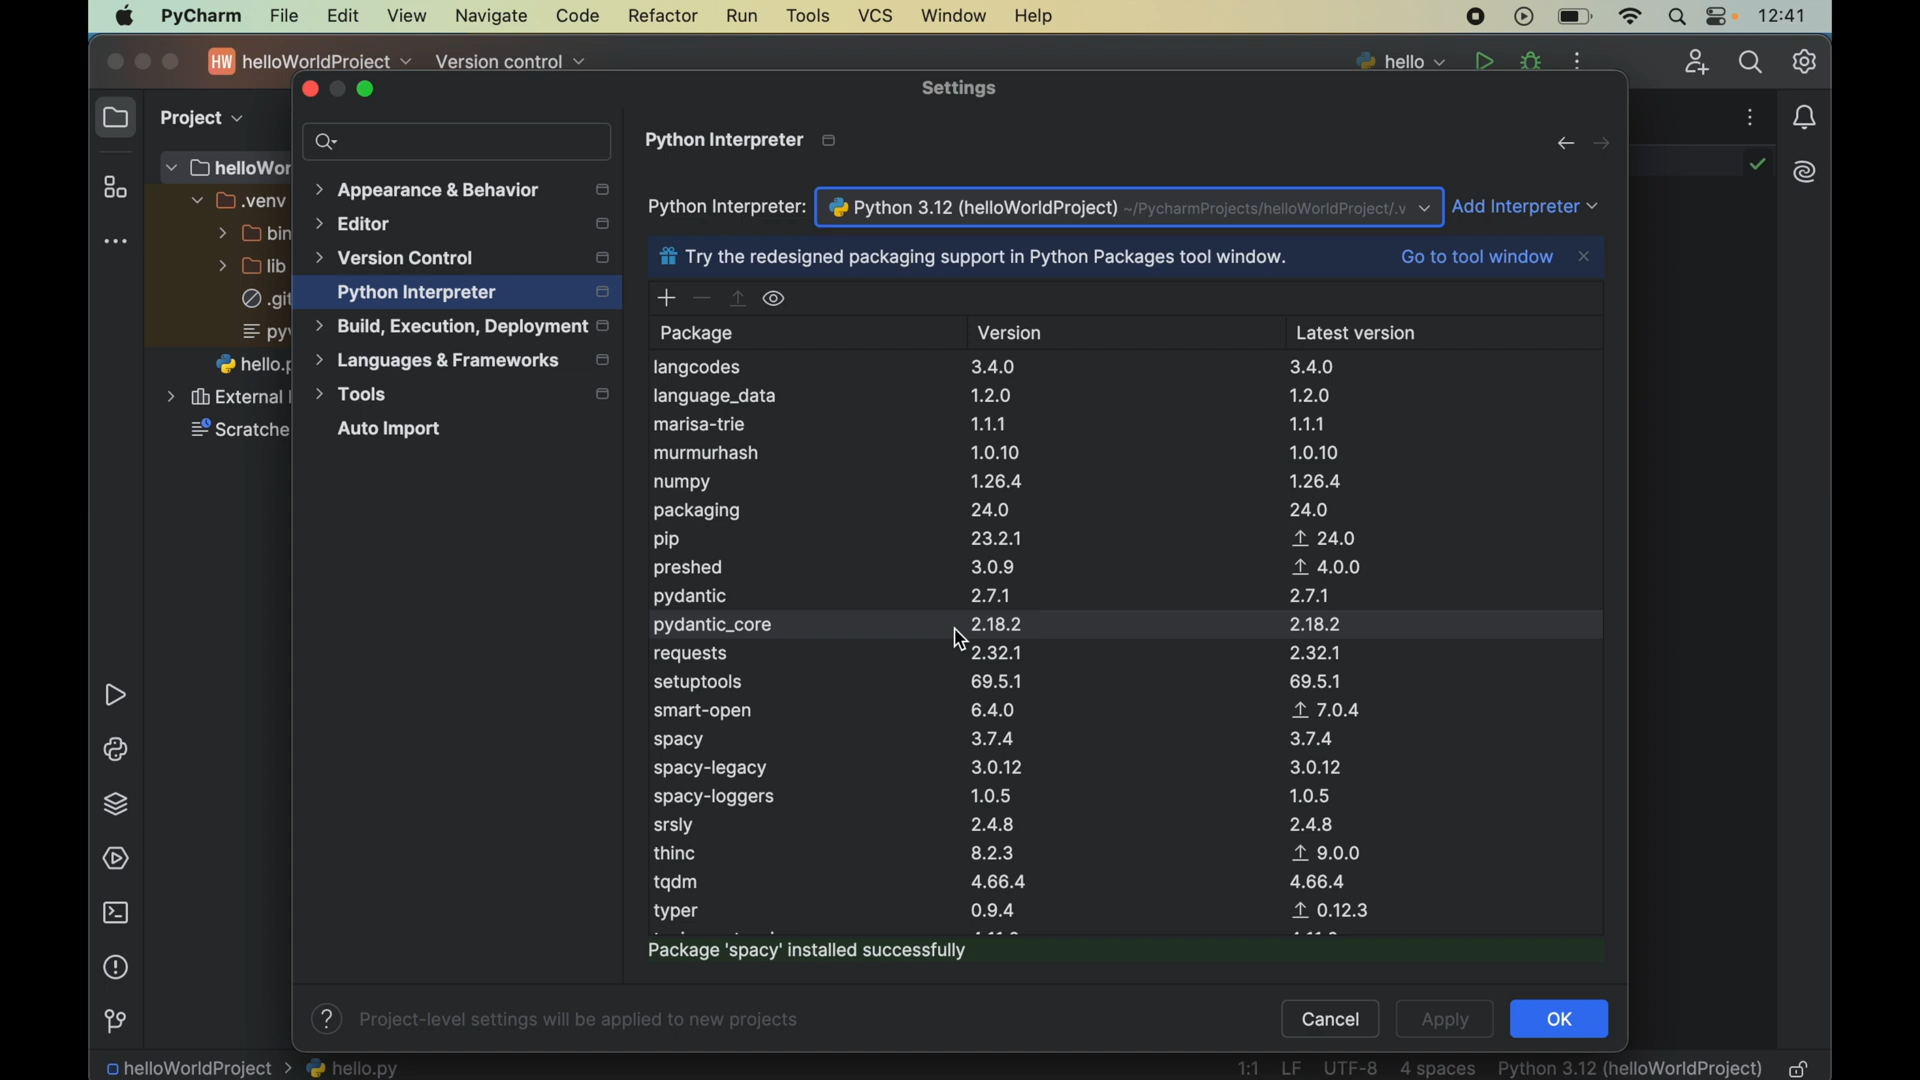 PyCharm File Edit View Navigate Code Refactor Run Tools VCS Window Help 12:41
HW helloWorldProject Version control hello
Settings
Project
Python Interpreter
helloWor
.venv
bin
lib
.git
pyv
hello.p
External l
Scratche
Appearance & Behavior
Editor
Version Control
Python Interpreter
Build, Execution, Deployment
Languages & Frameworks
Tools
Auto Import
Python Interpreter: Python 3.12 (helloWorldProject) ~/PycharmProjects/helloWorldProject/.v Add Interpreter
Try the redesigned packaging support in Python Packages tool window. Go to tool window
Package Version Latest version
langcodes 3.4.0 3.4.0
language_data 1.2.0 1.2.0
marisa-trie 1.1.1 1.1.1
murmurhash 1.0.10 1.0.10
numpy 1.26.4 1.26.4
packaging 24.0 24.0
pip 23.2.1 24.0
preshed 3.0.9 4.0.0
pydantic 2.7.1 2.7.1
pydantic_core 2.18.2 2.18.2
requests 2.32.1 2.32.1
setuptools 69.5.1 69.5.1
smart-open 6.4.0 7.0.4
spacy 3.7.4 3.7.4
spacy-legacy 3.0.12 3.0.12
spacy-loggers 1.0.5 1.0.5
srsly 2.4.8 2.4.8
thinc 8.2.3 9.0.0
tqdm 4.66.4 4.66.4
typer 0.9.4 0.12.3
Package 'spacy' installed successfully
? Project-level settings will be applied to new projects
Cancel Apply OK
helloWorldProject > hello.py 1:1 LF UTF-8 4 spaces Python 3.12 (helloWorldProject)